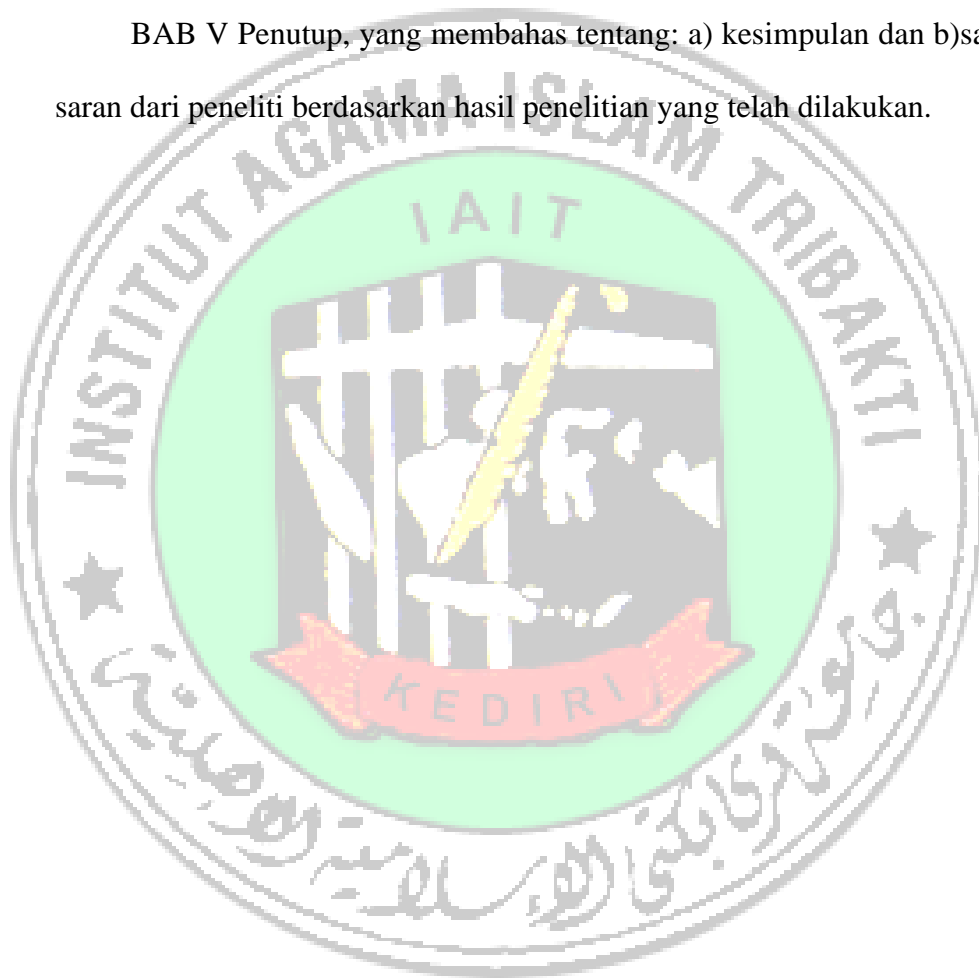 BAB V Penutup, yang membahas tentang: a) kesimpulan dan b)sa
saran dari peneliti berdasarkan hasil penelitian yang telah dilakukan.
INSTITUT AGAMA ISLAM TRIBAKTI
IAIT
KEDIRI